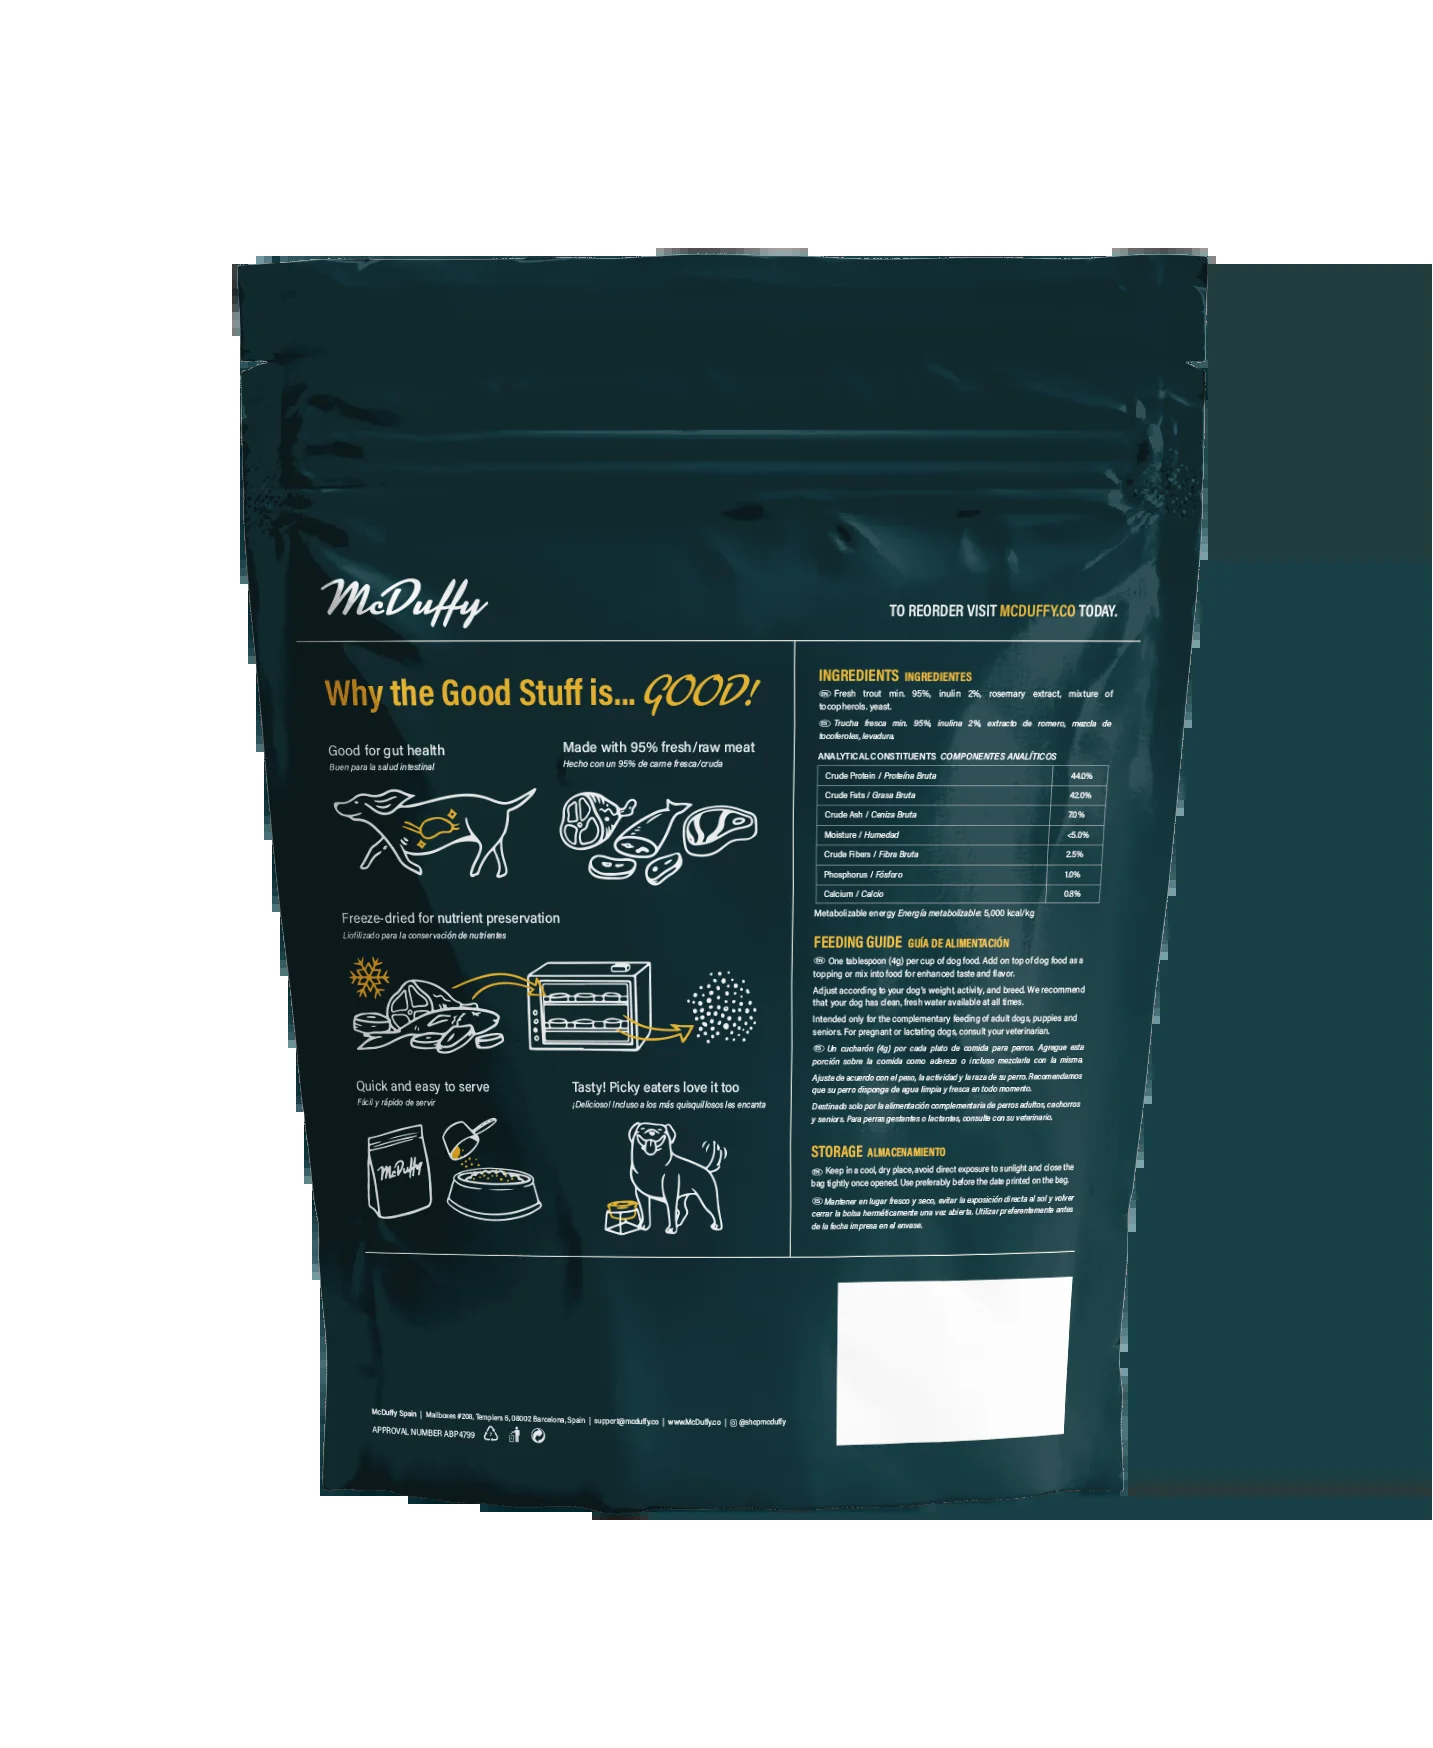 McDuffy
TO REORDER VISIT MCDUFFY.CO TODAY.
Why the Good Stuff is... GOOD!
Good for gut health
Buen para la salud intestinal
Made with 95% fresh/raw meat
Hecho con un 95% de carne fresca/cruda
Freeze-dried for nutrient preservation
Liofilizado para la conservación de nutrientes
Quick and easy to serve
Fácil y rápido de servir
McDuffy
Tasty! Picky eaters love it too
¡Delicioso! Incluso a los más quisquillosos les encanta
INGREDIENTS INGREDIENTES
EN Fresh trout min. 95%, inulin 2%, rosemary extract, mixture of
tocopherols. yeast.
ES Trucha fresca min. 95%, inulina 2%, extracto de romero, mezcla de
tocoferoles, levadura.
ANALYTICAL CONSTITUENTS COMPONENTES ANALÍTICOS
Crude Protein / Proteína Bruta 44.0%
Crude Fats / Grasa Bruta 42.0%
Crude Ash / Ceniza Bruta 7.0%
Moisture / Humedad <5.0%
Crude Fibers / Fibra Bruta 2.5%
Phosphorus / Fósforo 1.0%
Calcium / Calcio 0.8%
Metabolizable energy Energía metabolizable: 5,000 kcal/kg
FEEDING GUIDE GUÍA DE ALIMENTACIÓN
EN One tablespoon (4g) per cup of dog food. Add on top of dog food as a
topping or mix into food for enhanced taste and flavor.
Adjust according to your dog's weight, activity, and breed. We recommend
that your dog has clean, fresh water available at all times.
Intended only for the complementary feeding of adult dogs, puppies and
seniors. For pregnant or lactating dogs, consult your veterinarian.
ES Un cucharón (4g) por cada plato de comida para perros. Agregue esta
porción sobre la comida como aderezo o incluso mezclarla con la misma.
Ajuste de acuerdo con el peso, la actividad y la raza de su perro. Recomendamos
que su perro disponga de agua limpia y fresca en todo momento.
Destinado solo por la alimentación complementaria de perros adultos, cachorros
y seniors. Para perras gestantes o lactantes, consulte con su veterinario.
STORAGE ALMACENAMIENTO
EN Keep in a cool, dry place, avoid direct exposure to sunlight and close the
bag tightly once opened. Use preferably before the date printed on the bag.
ES Mantener en lugar fresco y seco, evitar la exposición directa al sol y volver
cerrar la bolsa herméticamente una vez abierta. Utilizar preferentemente antes
de la fecha impresa en el envase.
McDuffy Spain | Mailboxes #208, Templers 6, 08002 Barcelona, Spain | support@mcduffy.co | www.McDuffy.co | @shopmcduffy
APPROVAL NUMBER ABP4799